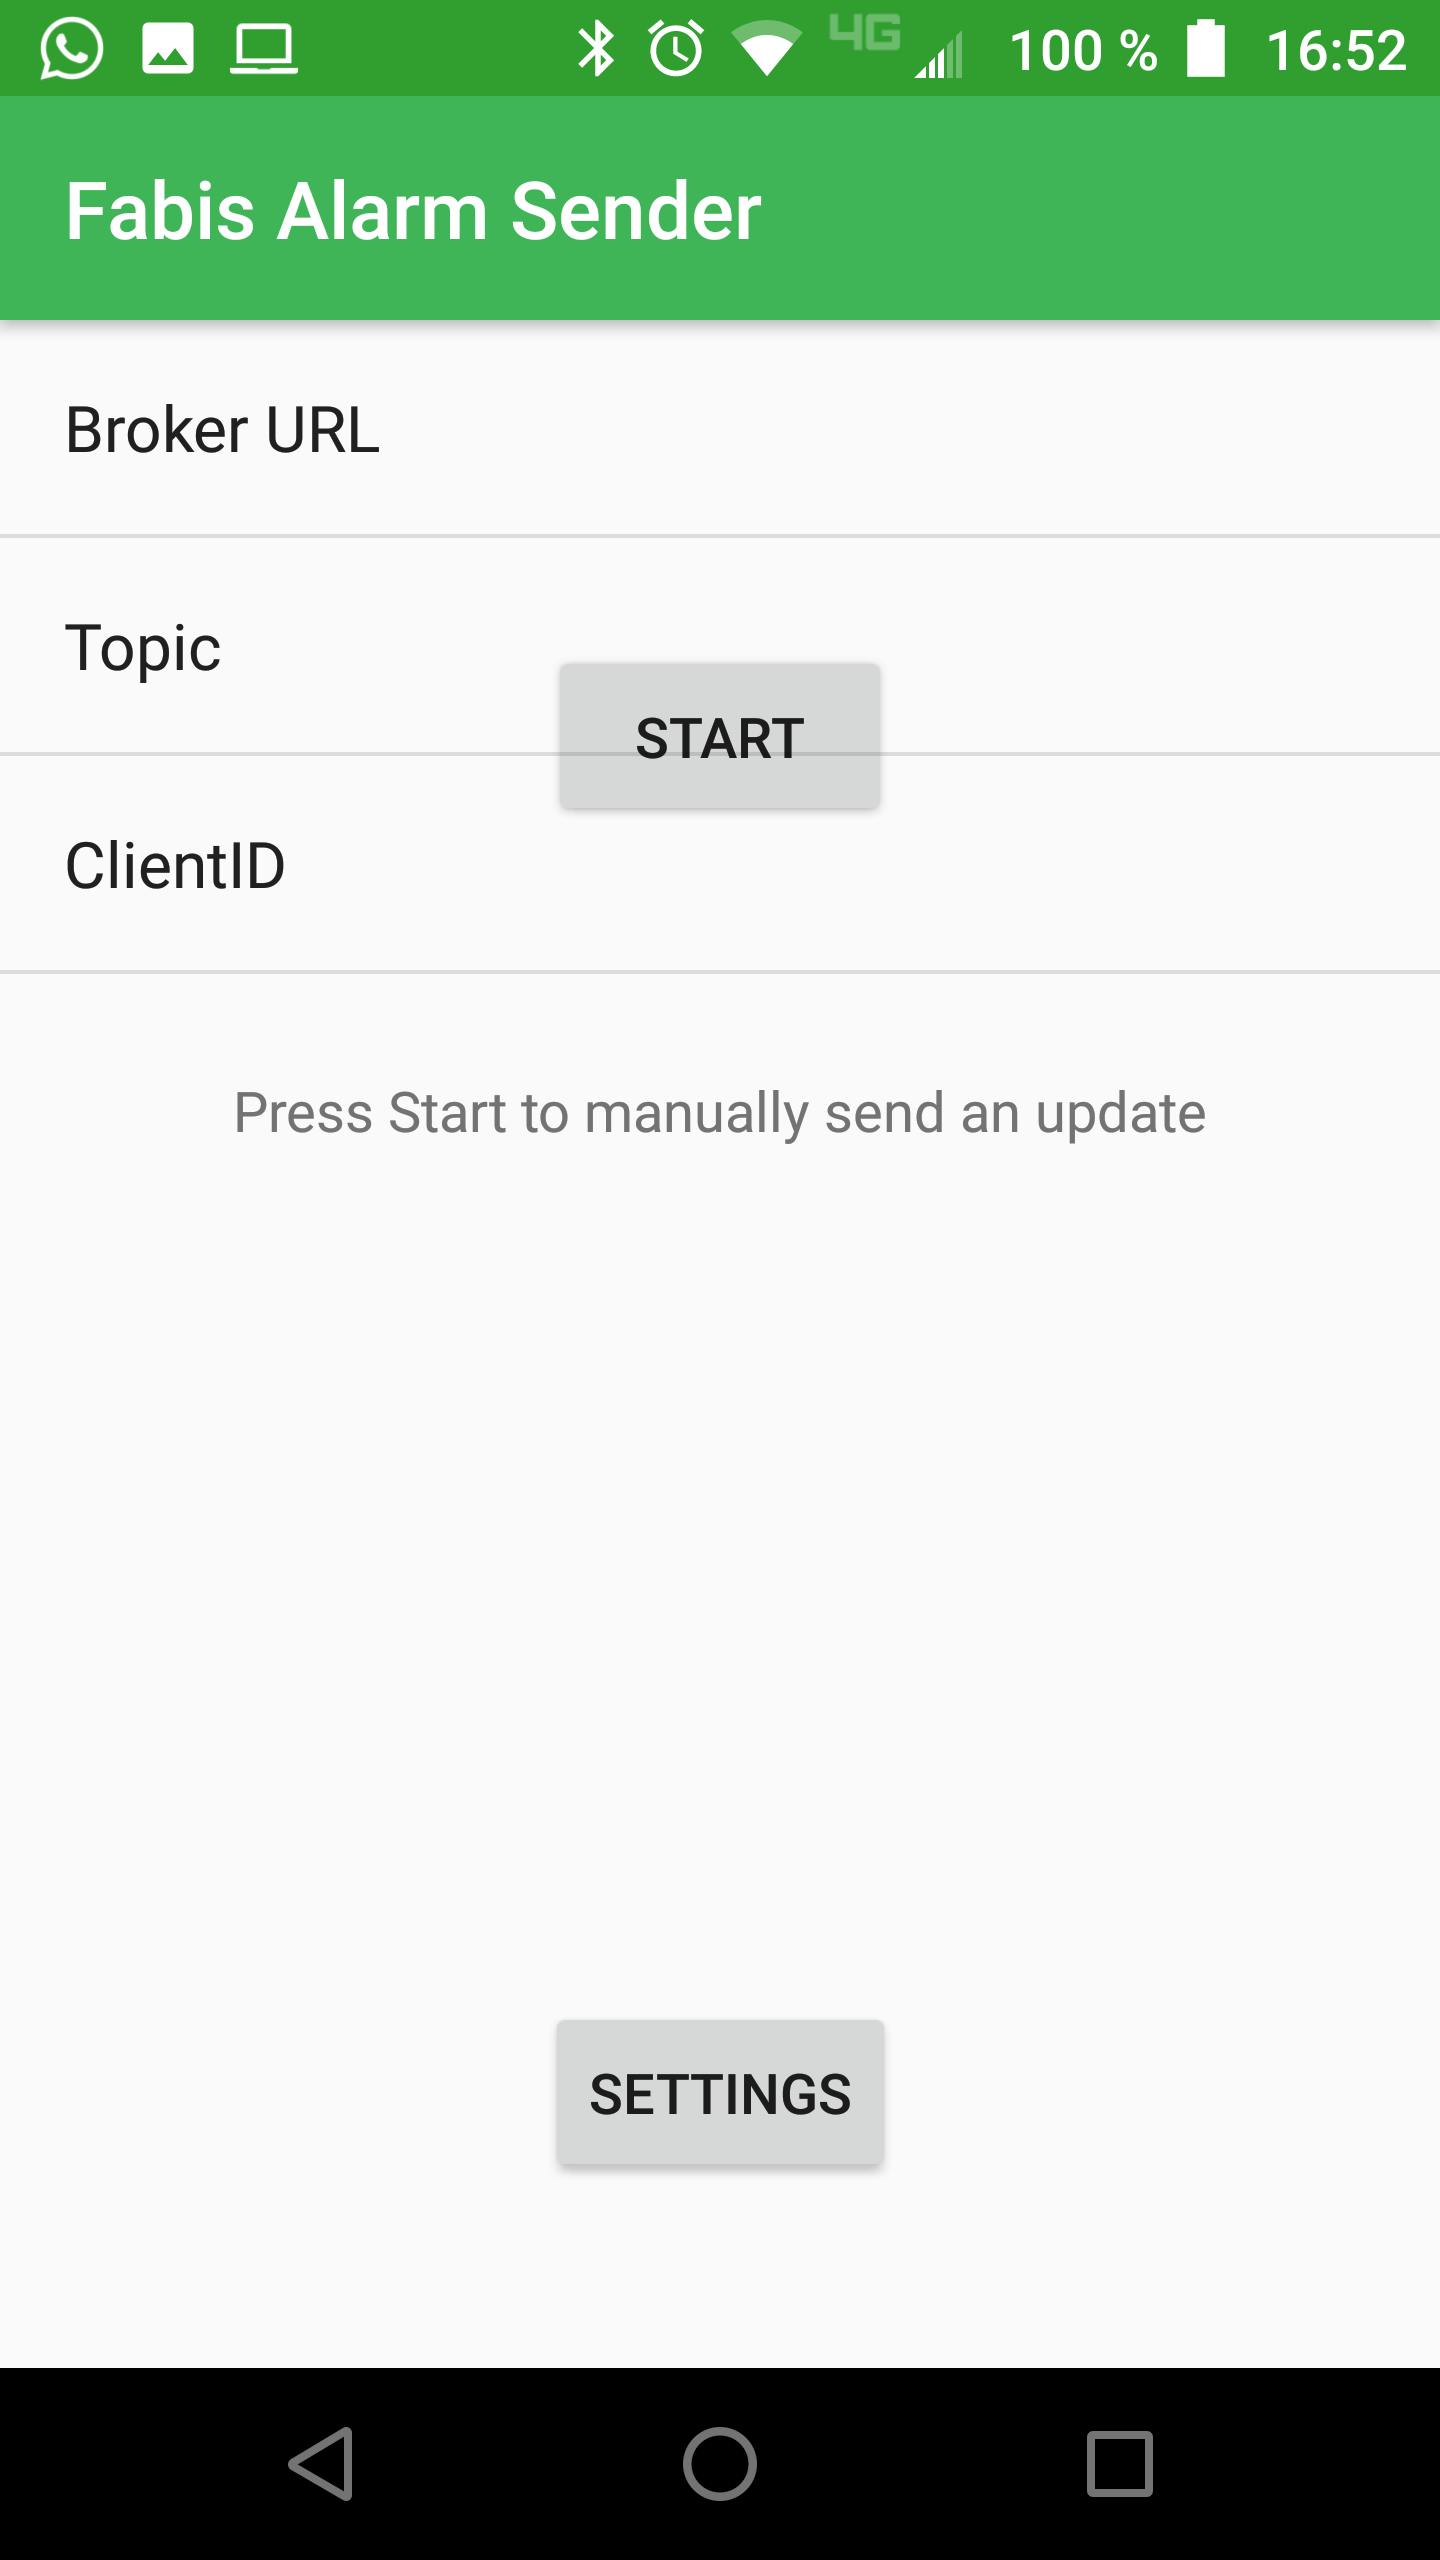 4G 100 % 16:52
Fabis Alarm Sender
Broker URL
Topic
START
ClientID
Press Start to manually send an update
SETTINGS